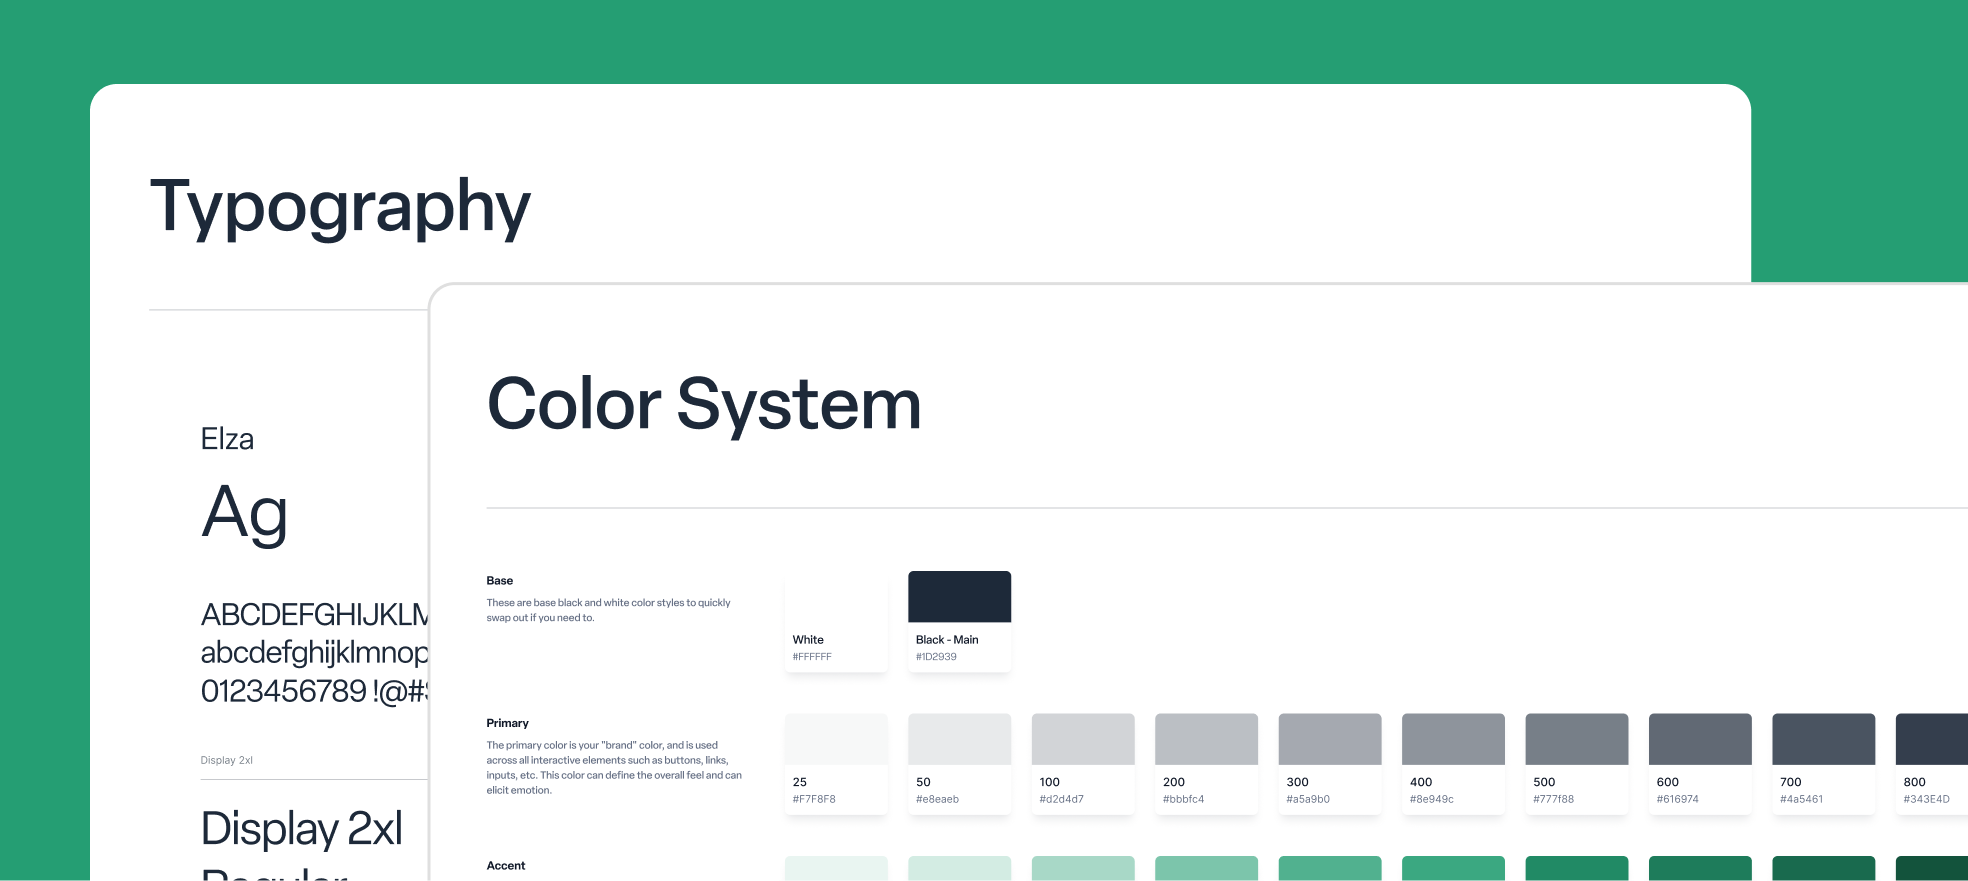 Typography
Elza
Ag
ABCDEFGHIJKLM
abcdefghijklmnop
0123456789 !@#$
Display 2xl
Display 2xl
Regular
Color System
Base
These are base black and white color styles to quickly
swap out if you need to.
White
#FFFFFF
Black - Main
#1D2939
Primary
The primary color is your "brand" color, and is used
across all interactive elements such as buttons, links,
inputs, etc. This color can define the overall feel and can
elicit emotion.
25
#F7F8F8
50
#e8eaeb
100
#d2d4d7
200
#bbbfc4
300
#a5a9b0
400
#8e949c
500
#777f88
600
#616974
700
#4a5461
800
#343E4D
Accent